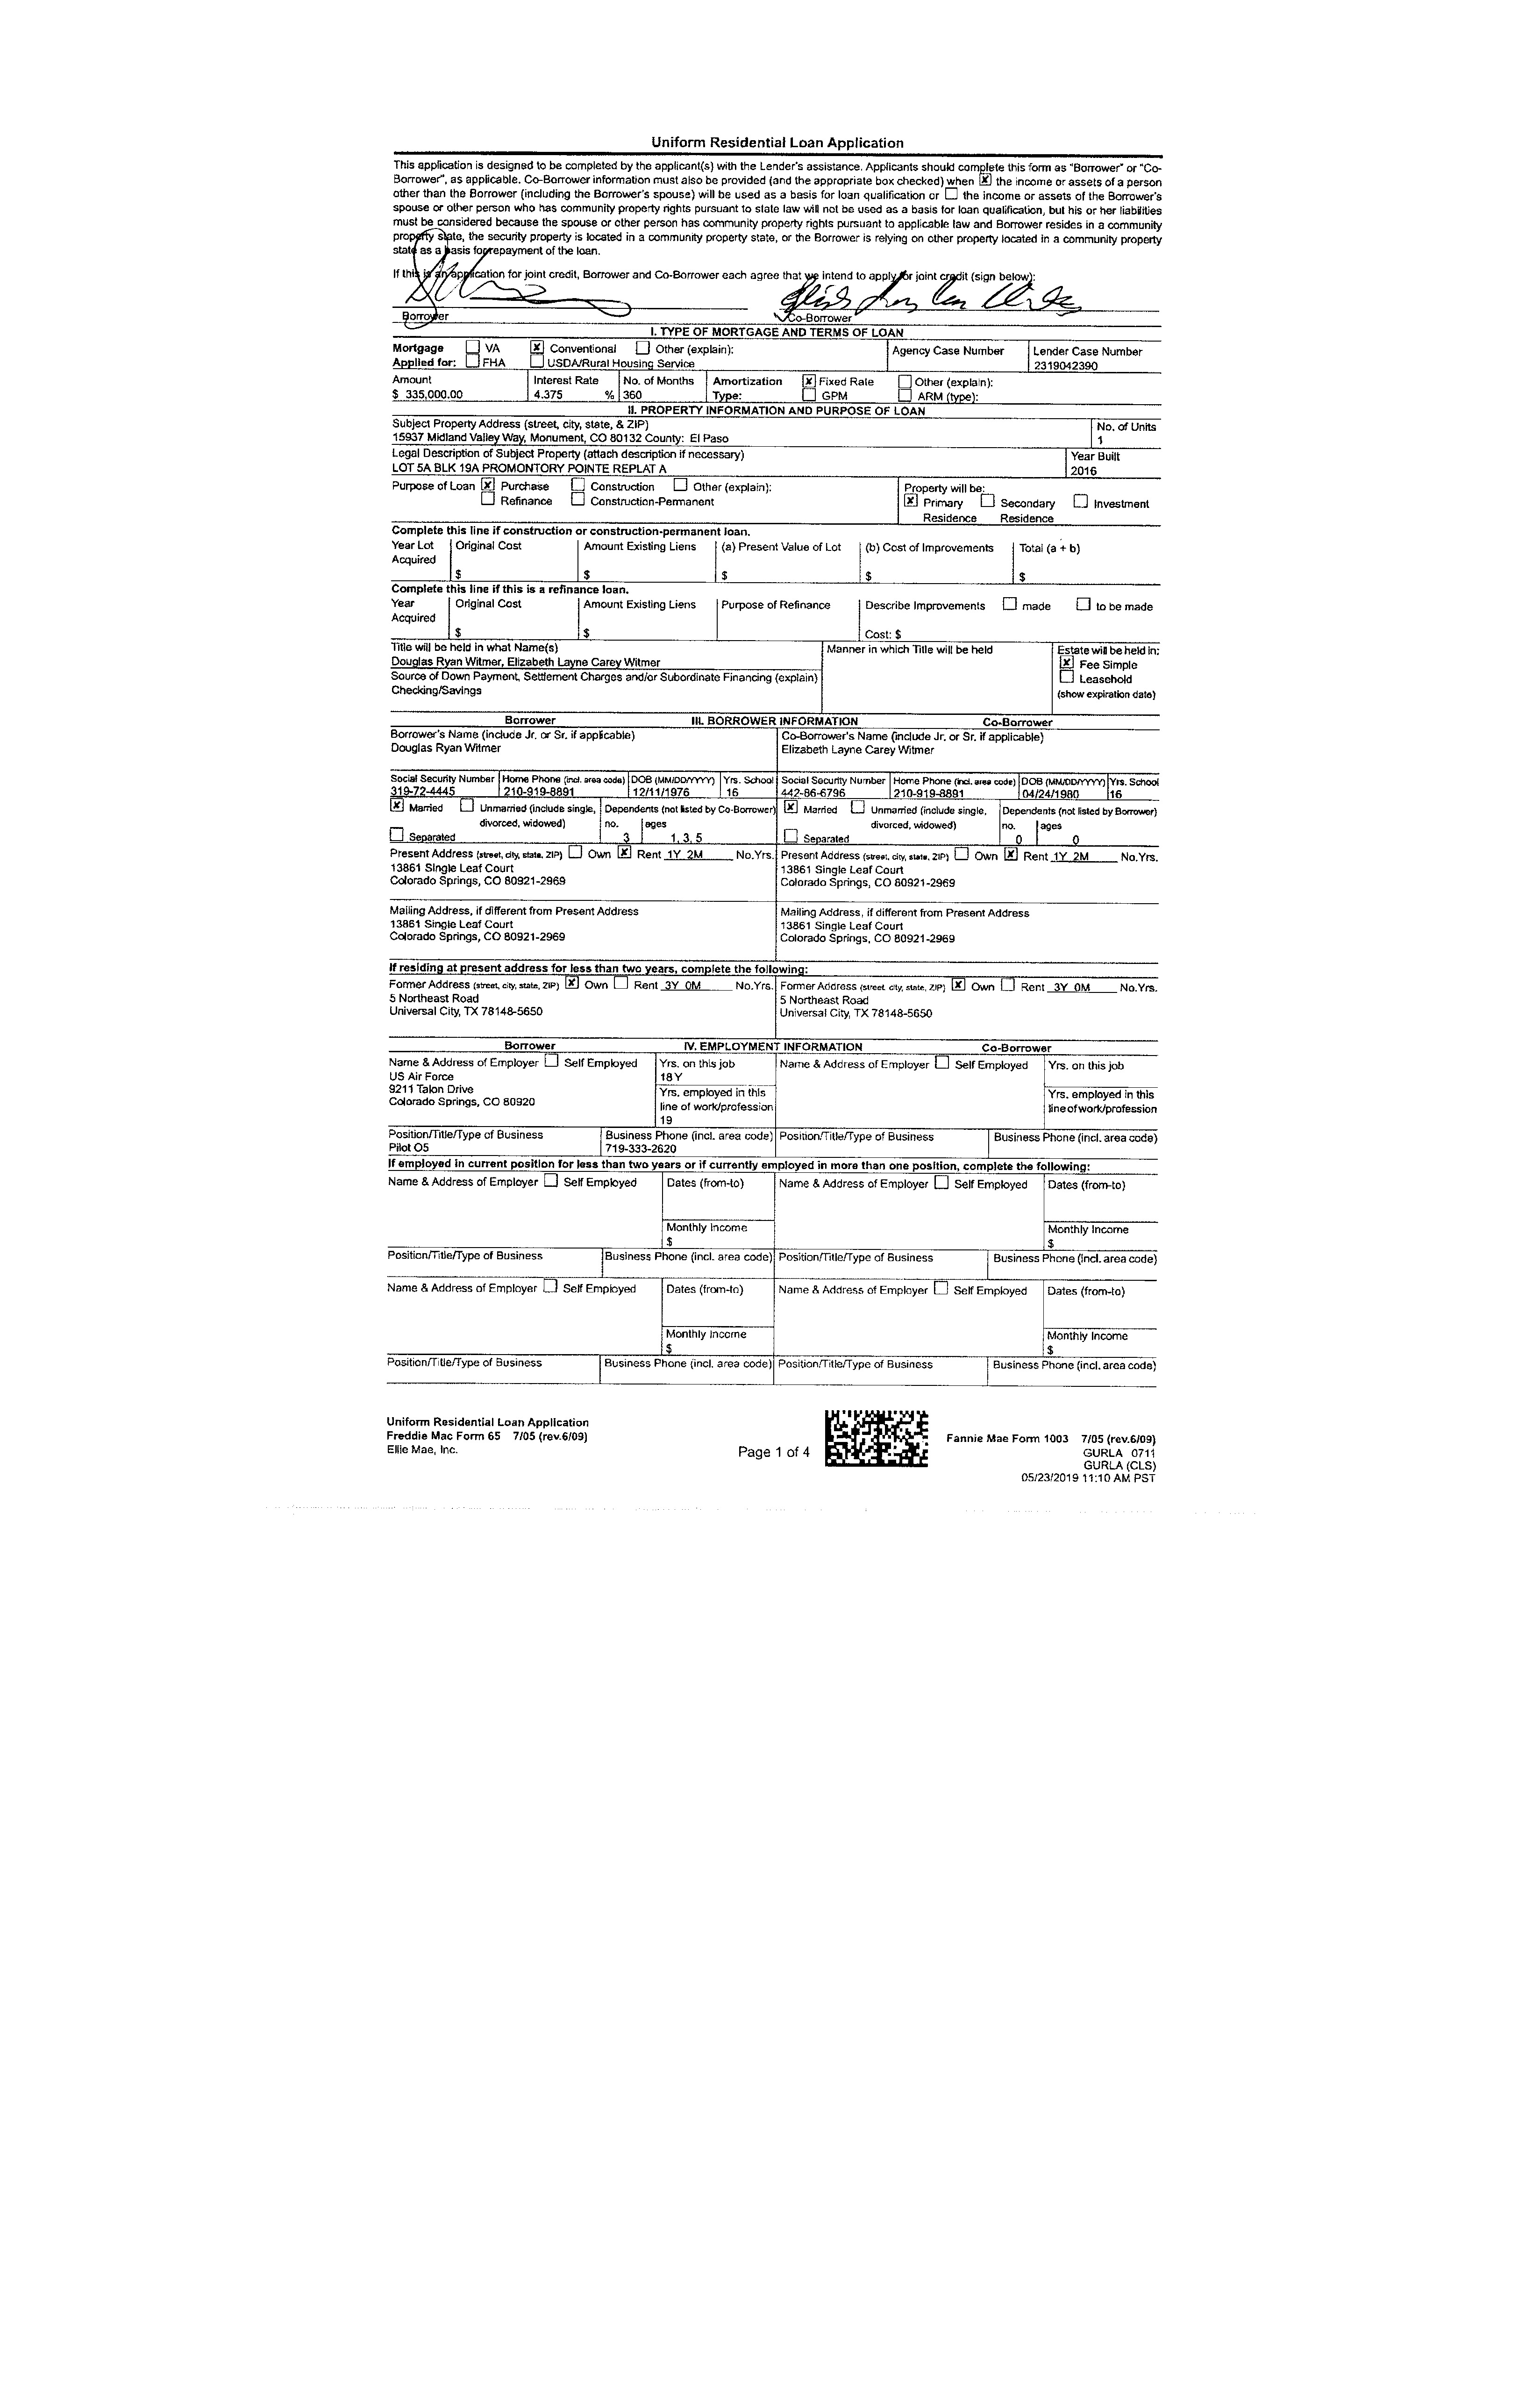 Uniform Residential Loan Application
This application is designed to be completed by the applicant(s) with the Lender's assistance. Applicants should complete this form as "Borrower" or "Co-
Borrower", as applicable. Co-Borrower information must also be provided (and the appropriate box checked) when ☒ the income or assets of a person
other than the Borrower (including the Borrower's spouse) will be used as a basis for loan qualification or ☐ the income or assets of the Borrower's
spouse or other person who has community property rights pursuant to state law will not be used as a basis for loan qualification, but his or her liabilities
must be considered because the spouse or other person has community property rights pursuant to applicable law and Borrower resides in a community
property state, the security property is located in a community property state, or the Borrower is relying on other property located in a community property
state as a basis for repayment of the loan.
If this is an application for joint credit, Borrower and Co-Borrower each agree that we intend to apply for joint credit (sign below):
Borrower Co-Borrower
I. TYPE OF MORTGAGE AND TERMS OF LOAN
Mortgage ☐ VA ☒ Conventional ☐ Other (explain): Agency Case Number Lender Case Number
Applied for: ☐ FHA ☐ USDA/Rural Housing Service 2319042390
Amount Interest Rate No. of Months Amortization ☒ Fixed Rate ☐ Other (explain):
$ 335,000.00 4.375 % 360 Type: ☐ GPM ☐ ARM (type):
II. PROPERTY INFORMATION AND PURPOSE OF LOAN
Subject Property Address (street, city, state, & ZIP) No. of Units
15937 Midland Valley Way, Monument, CO 80132 County: El Paso 1
Legal Description of Subject Property (attach description if necessary) Year Built
LOT 5A BLK 19A PROMONTORY POINTE REPLAT A 2016
Purpose of Loan ☒ Purchase ☐ Construction ☐ Other (explain): Property will be:
☐ Refinance ☐ Construction-Permanent ☒ Primary ☐ Secondary ☐ Investment
Residence Residence
Complete this line if construction or construction-permanent loan.
Year Lot Original Cost Amount Existing Liens (a) Present Value of Lot (b) Cost of Improvements Total (a + b)
Acquired
$ $ $ $ $
Complete this line if this is a refinance loan.
Year Original Cost Amount Existing Liens Purpose of Refinance Describe Improvements ☐ made ☐ to be made
Acquired
$ $ Cost: $
Title will be held in what Name(s) Manner in which Title will be held Estate will be held in:
Douglas Ryan Witmer, Elizabeth Layne Carey Witmer ☒ Fee Simple
Source of Down Payment, Settlement Charges and/or Subordinate Financing (explain) ☐ Leasehold
Checking/Savings (show expiration date)
Borrower III. BORROWER INFORMATION Co-Borrower
Borrower's Name (include Jr. or Sr. if applicable) Co-Borrower's Name (include Jr. or Sr. if applicable)
Douglas Ryan Witmer Elizabeth Layne Carey Witmer
Social Security Number Home Phone (incl. area code) DOB (MM/DD/YYYY) Yrs. School Social Security Number Home Phone (incl. area code) DOB (MM/DD/YYYY) Yrs. School
319-72-4445 210-919-8891 12/11/1976 16 442-86-6796 210-919-8891 04/24/1980 16
☒ Married ☐ Unmarried (include single, Dependents (not listed by Co-Borrower) ☒ Married ☐ Unmarried (include single, Dependents (not listed by Borrower)
divorced, widowed) no. ages divorced, widowed) no. ages
☐ Separated 3 1, 3, 5 ☐ Separated 0 0
Present Address (street, city, state, ZIP) ☐ Own ☒ Rent 1Y 2M No.Yrs. Present Address (street, city, state, ZIP) ☐ Own ☒ Rent 1Y 2M No.Yrs.
13861 Single Leaf Court 13861 Single Leaf Court
Colorado Springs, CO 80921-2969 Colorado Springs, CO 80921-2969
Mailing Address, if different from Present Address Mailing Address, if different from Present Address
13861 Single Leaf Court 13861 Single Leaf Court
Colorado Springs, CO 80921-2969 Colorado Springs, CO 80921-2969
If residing at present address for less than two years, complete the following:
Former Address (street, city, state, ZIP) ☒ Own ☐ Rent 3Y 0M No.Yrs. Former Address (street, city, state, ZIP) ☒ Own ☐ Rent 3Y 0M No.Yrs.
5 Northeast Road 5 Northeast Road
Universal City, TX 78148-5650 Universal City, TX 78148-5650
Borrower IV. EMPLOYMENT INFORMATION Co-Borrower
Name & Address of Employer ☐ Self Employed Yrs. on this job Name & Address of Employer ☐ Self Employed Yrs. on this job
US Air Force 18Y
9211 Talon Drive Yrs. employed in this Yrs. employed in this
Colorado Springs, CO 80920 line of work/profession line of work/profession
19
Position/Title/Type of Business Business Phone (incl. area code) Position/Title/Type of Business Business Phone (incl. area code)
Pilot O5 719-333-2620
If employed in current position for less than two years or if currently employed in more than one position, complete the following:
Name & Address of Employer ☐ Self Employed Dates (from-to) Name & Address of Employer ☐ Self Employed Dates (from-to)
Monthly Income Monthly Income
$ $
Position/Title/Type of Business Business Phone (incl. area code) Position/Title/Type of Business Business Phone (incl. area code)
Name & Address of Employer ☐ Self Employed Dates (from-to) Name & Address of Employer ☐ Self Employed Dates (from-to)
Monthly Income Monthly Income
$ $
Position/Title/Type of Business Business Phone (incl. area code) Position/Title/Type of Business Business Phone (incl. area code)
Uniform Residential Loan Application
Freddie Mac Form 65 7/05 (rev.6/09) Fannie Mae Form 1003 7/05 (rev.6/09)
Ellie Mae, Inc. Page 1 of 4 GURLA 0711
GURLA (CLS)
05/23/2019 11:10 AM PST